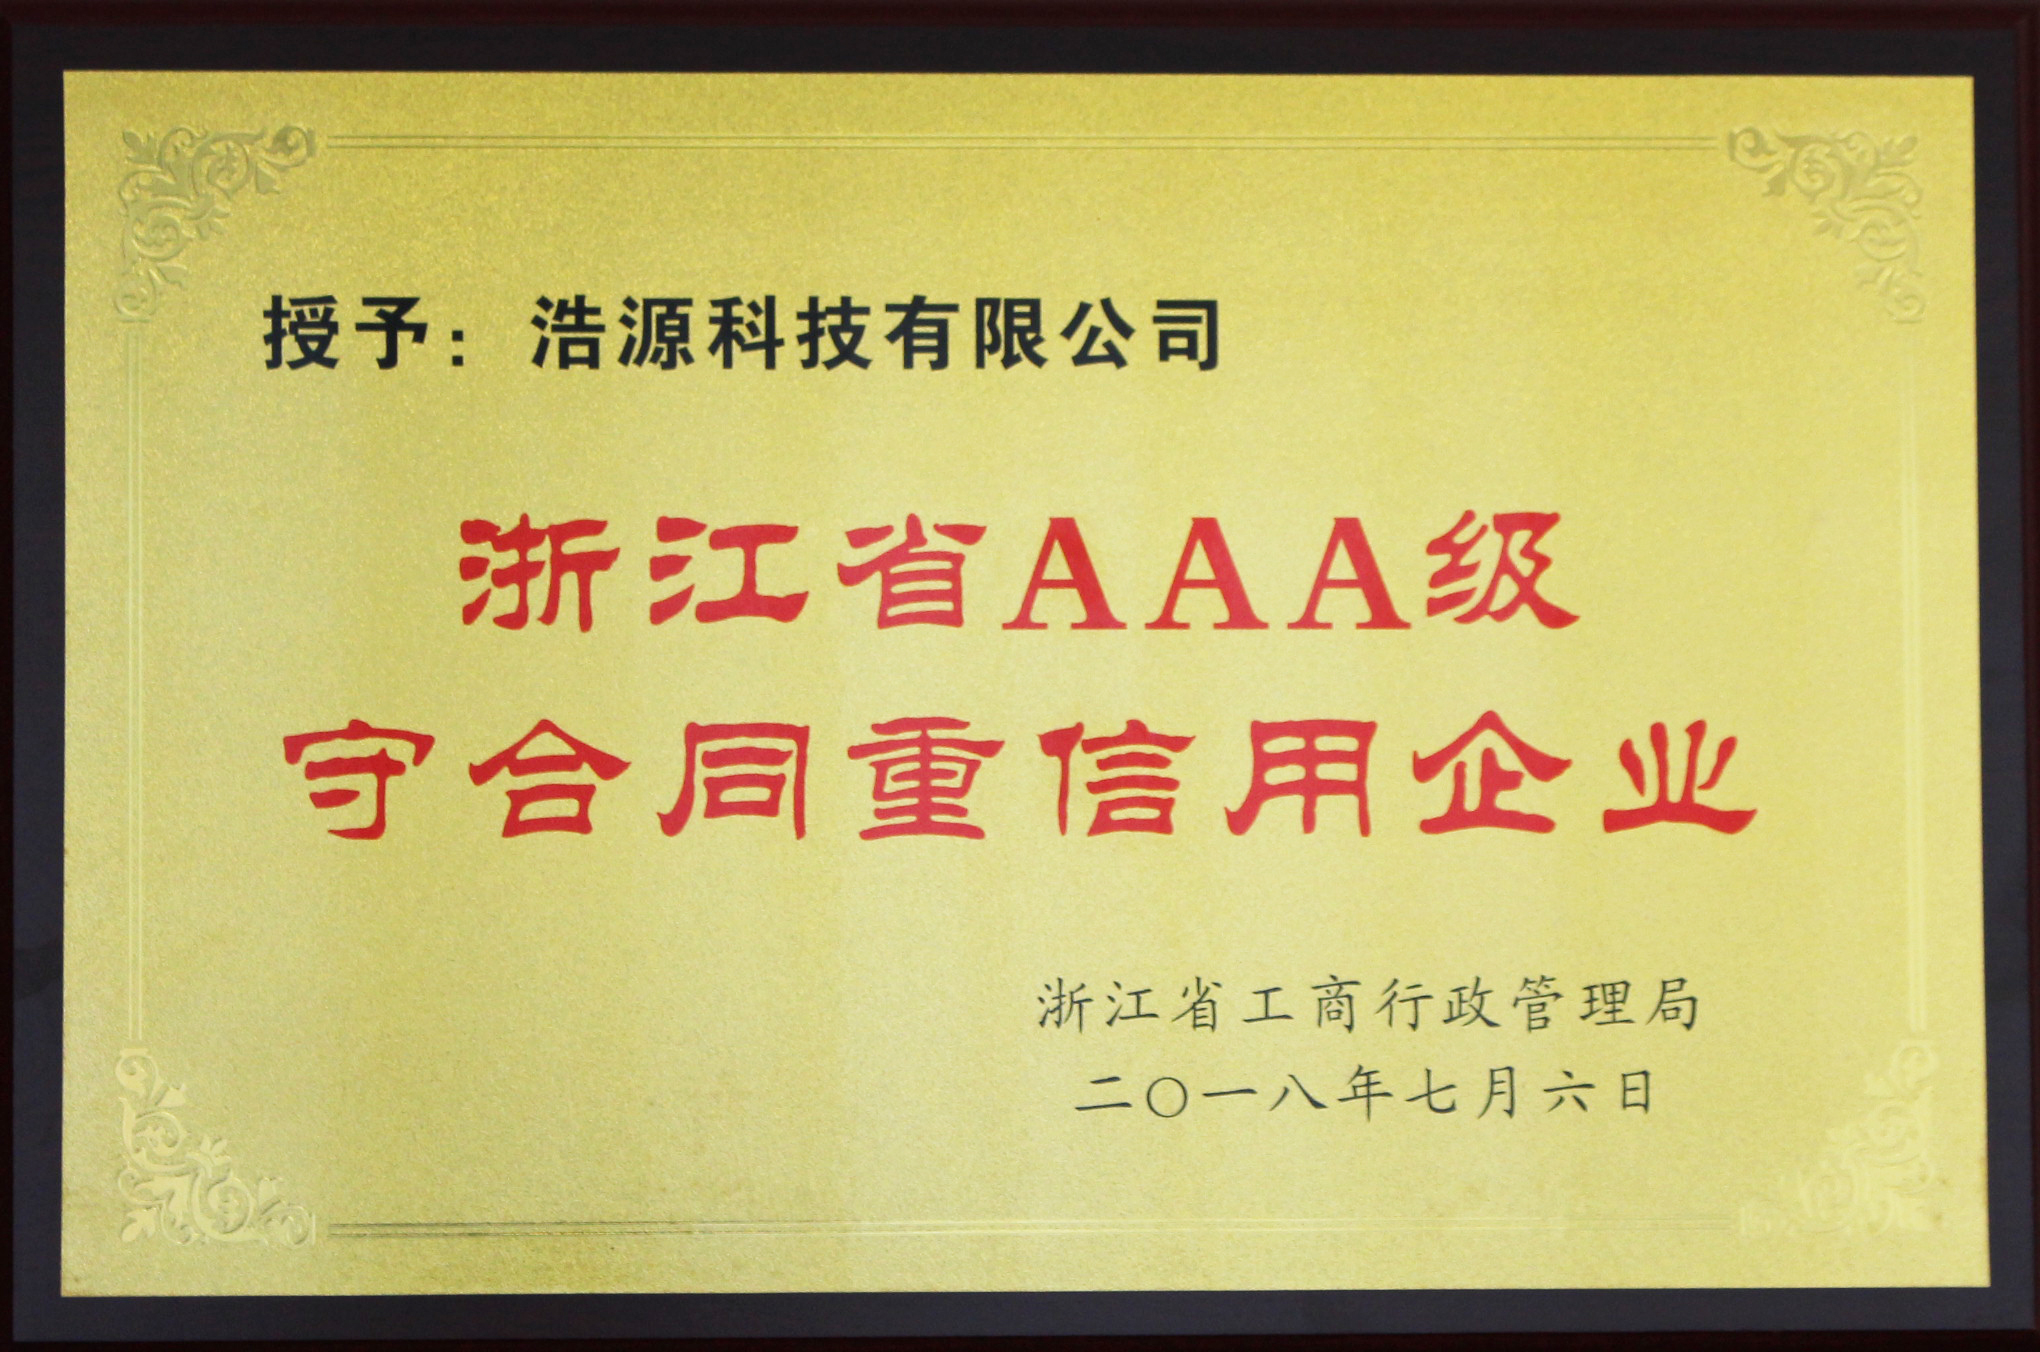 授予：浩源科技有限公司
浙江省AAA级
守合同重信用企业
浙江省工商行政管理局
二〇一八年七月六日